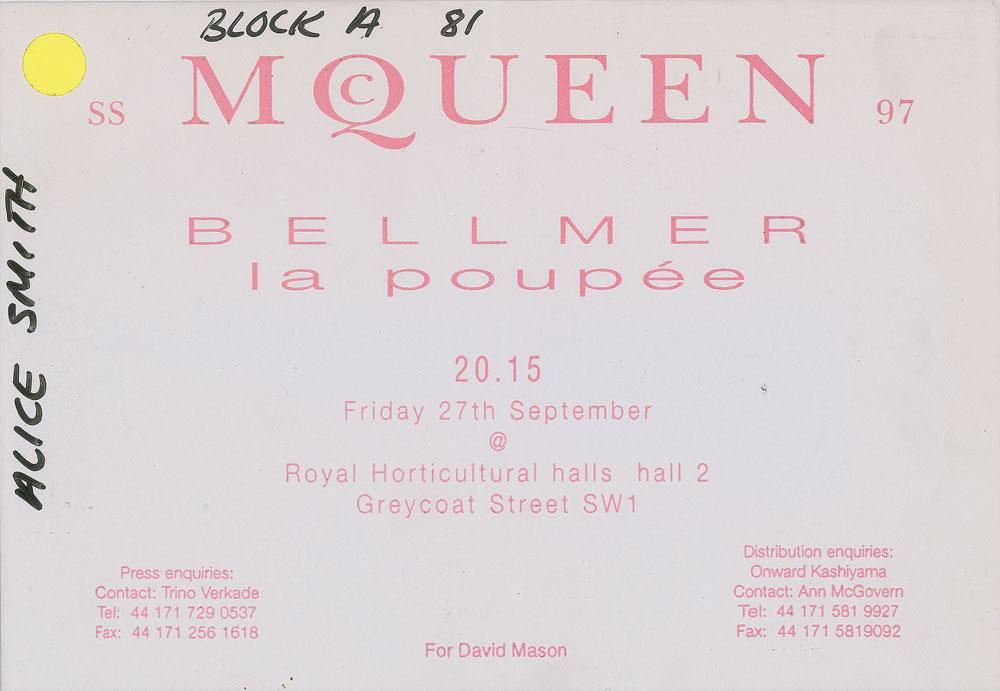 BLOCK A 81
SS McQUEEN 97
BELLMER
la poupée
20.15
Friday 27th September
@
Royal Horticultural halls hall 2
Greycoat Street SW1
Press enquiries:
Contact: Trino Verkade
Tel: 44 171 729 0537
Fax: 44 171 256 1618
Distribution enquiries:
Onward Kashiyama
Contact: Ann McGovern
Tel: 44 171 581 9927
Fax: 44 171 5819092
For David Mason
ALICE SMITH